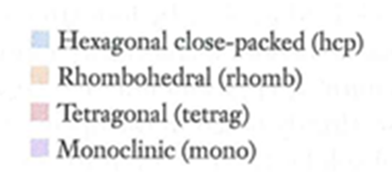 Hexagonal close-packed (hcp)
Rhombohedral (rhomb)
Tetragonal (tetrag)
Monoclinic (mono)